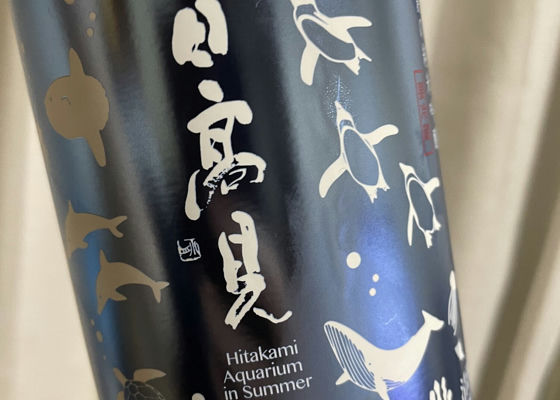 日高見
Hitakami
Aquarium
in Summer